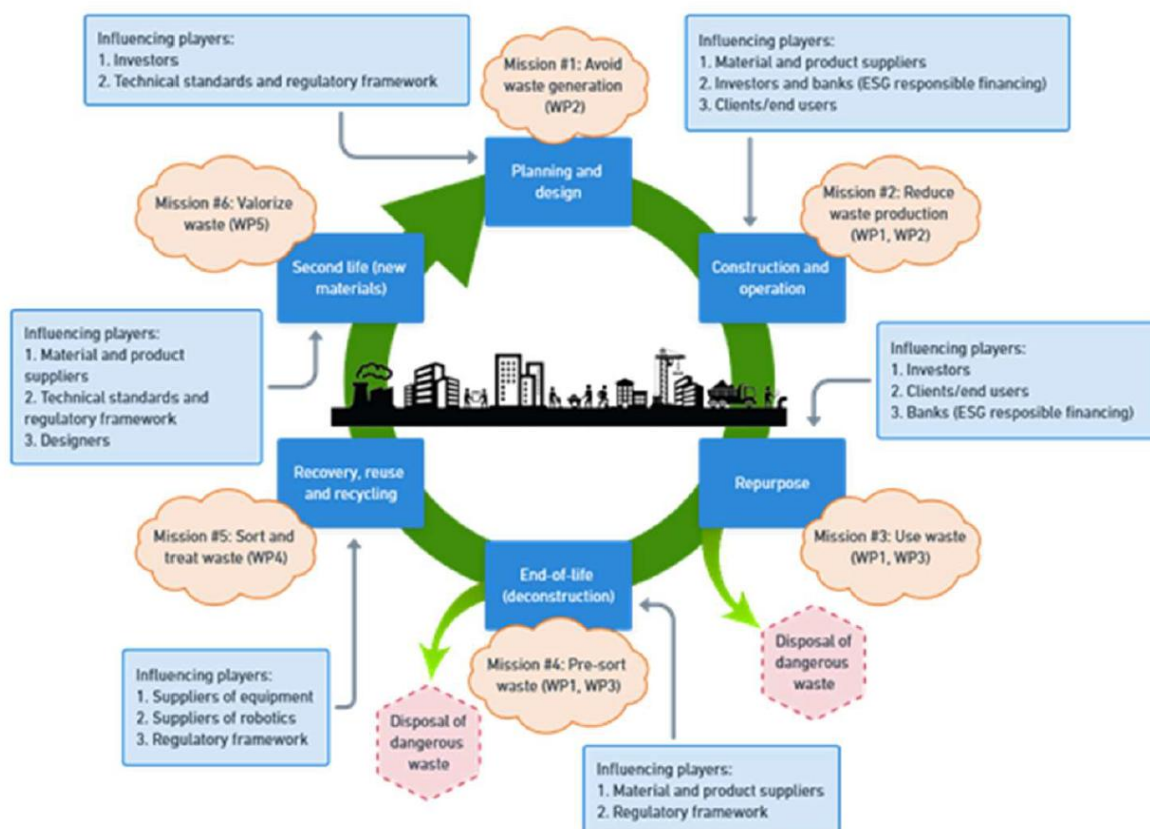 Influencing players:
1. Investors
2. Technical standards and regulatory framework
Mission #1: Avoid
waste generation
(WP2)
Influencing players:
1. Material and product suppliers
2. Investors and banks (ESG responsible financing)
3. Clients/end users
Planning and
design
Mission #6: Valorize
waste (WP5)
Mission #2: Reduce
waste production
(WP1, WP2)
Second life (new
materials)
Construction and
operation
Influencing players:
1. Material and product
suppliers
2. Technical standards and
regulatory framework
3. Designers
Influencing players:
1. Investors
2. Clients/end users
3. Banks (ESG resposible financing)
Recovery, reuse
and recycling
Repurpose
Mission #5: Sort and
treat waste (WP4)
Mission #3: Use waste
(WP1, WP3)
End-of-life
(deconstruction)
Mission #4: Pre-sort
waste (WP1, WP3)
Disposal of
dangerous
waste
Influencing players:
1. Suppliers of equipment
2. Suppliers of robotics
3. Regulatory framework
Disposal of
dangerous
waste
Influencing players:
1. Material and product suppliers
2. Regulatory framework